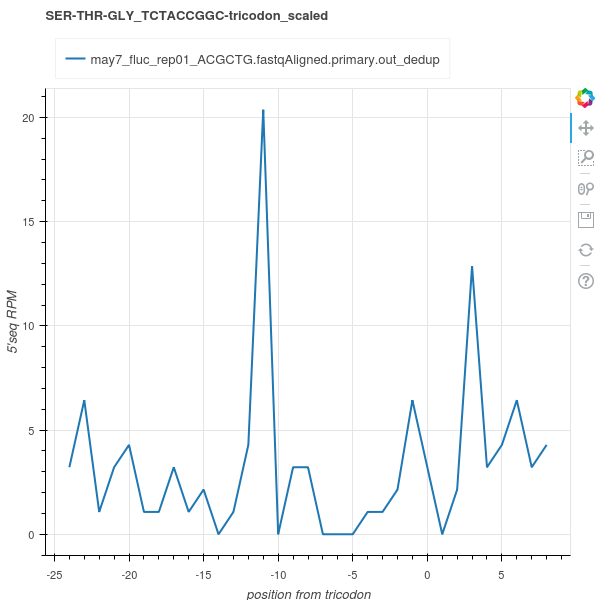 SER-THR-GLY_TCTACCGGC-tricodon_scaled
may7_fluc_rep01_ACGCTG.fastqAligned.primary.out_dedup
20
15
10
5
0
5'seq RPM
-25 -20 -15 -10 -5 0 5
position from tricodon
?